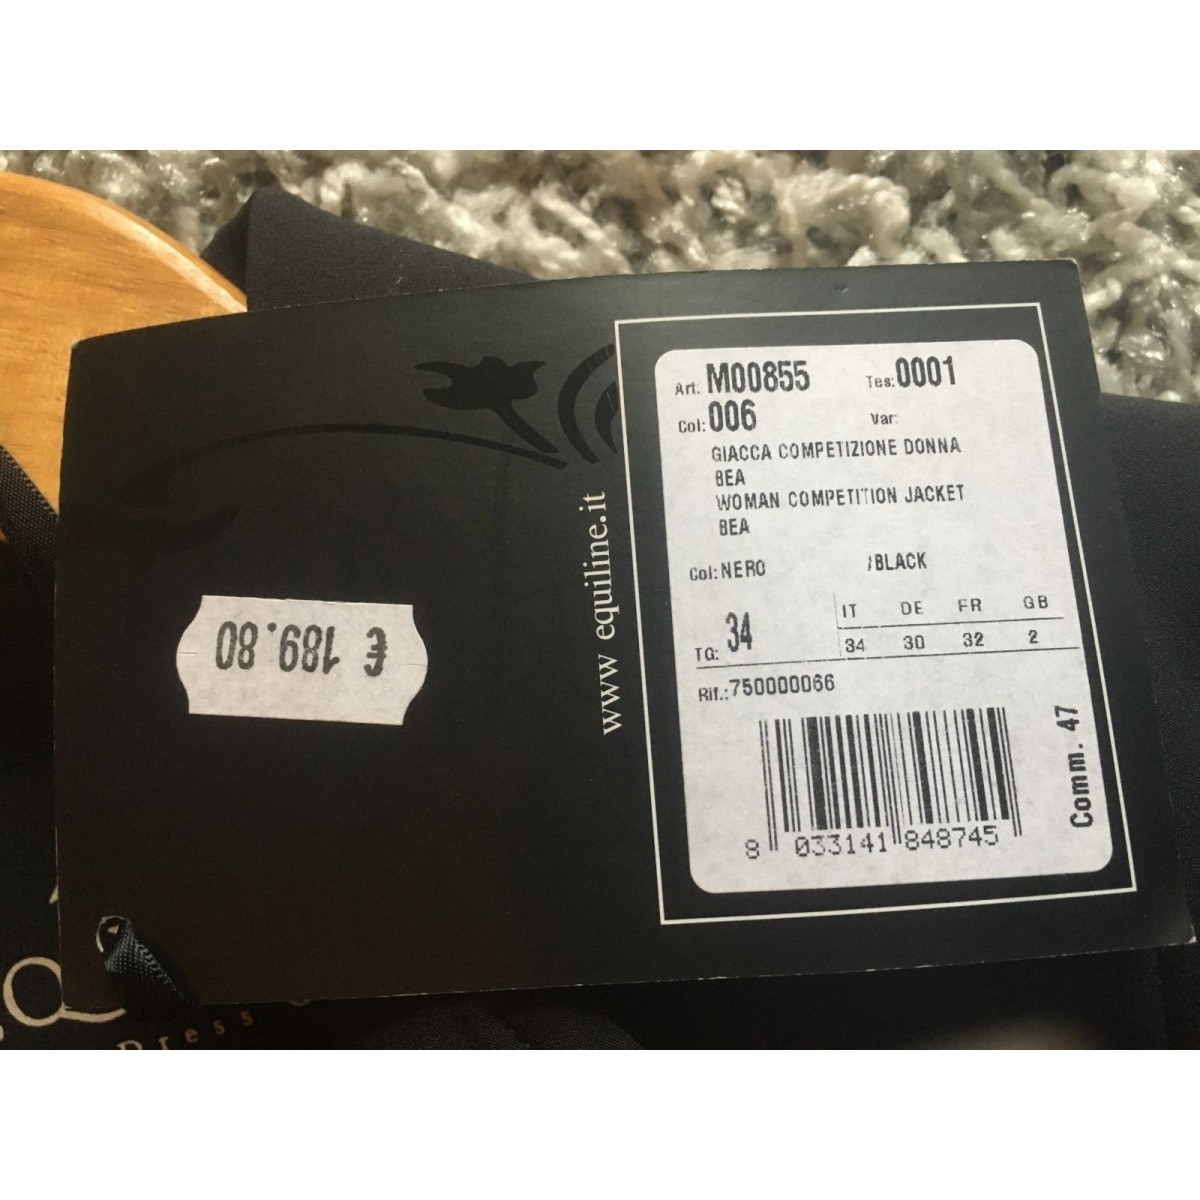 Art. M00855 Tes: 0001
Col: 006 Var:
GIACCA COMPETIZIONE DONNA
BEA
WOMAN COMPETITION JACKET
BEA
Col: NERO /BLACK
TG: 34
IT DE FR GB
34 30 32 2
Rif.: 750000066
8 033141 848745
Comm. 47
www equiline.it
€ 189.80
Dress